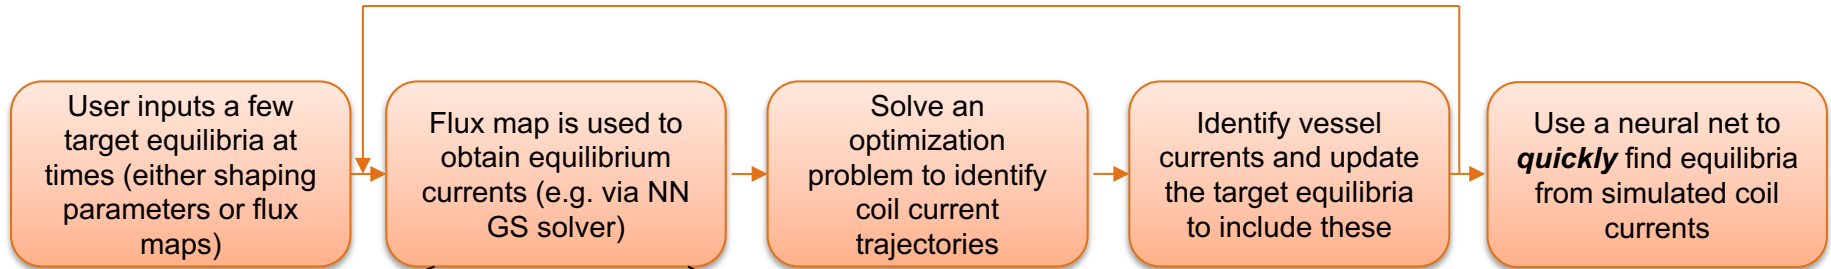 User inputs a few
target equilibria at
times (either shaping
parameters or flux
maps)
Flux map is used to
obtain equilibrium
currents (e.g. via NN
GS solver)
Solve an
optimization
problem to identify
coil current
trajectories
Identify vessel
currents and update
the target equilibria
to include these
Use a neural net to
quickly find equilibria
from simulated coil
currents